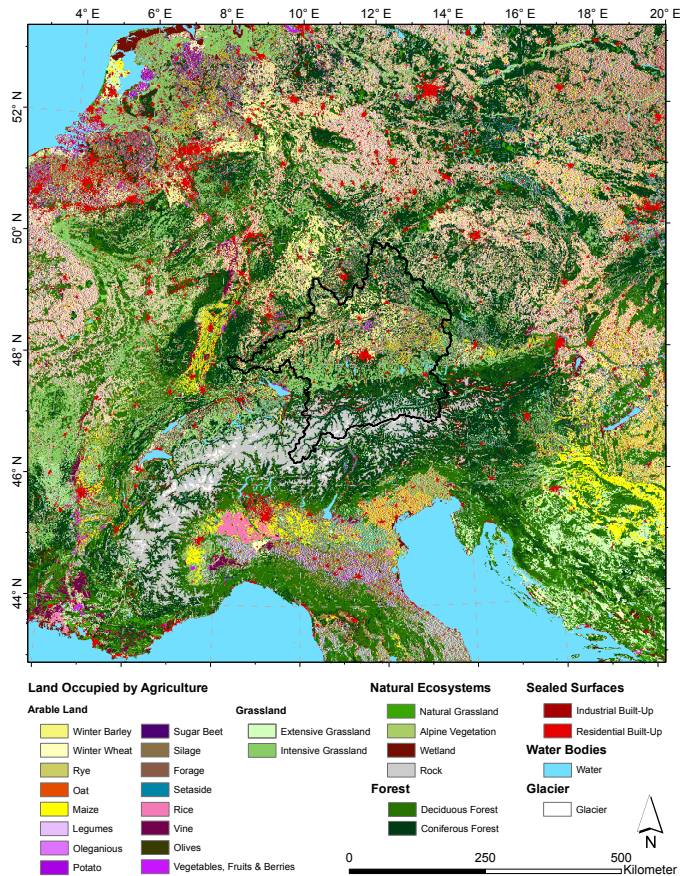 4° E 6° E 8° E 10° E 12° E 14° E 16° E 18° E 20° E
52° N
50° N
48° N
46° N
44° N
Land Occupied by Agriculture
Arable Land
Winter Barley
Winter Wheat
Rye
Oat
Maize
Legumes
Oleganious
Potato
Sugar Beet
Silage
Forage
Setaside
Rice
Vine
Olives
Vegetables, Fruits & Berries
Grassland
Extensive Grassland
Intensive Grassland
Natural Ecosystems
Natural Grassland
Alpine Vegetation
Wetland
Rock
Forest
Deciduous Forest
Coniferous Forest
Sealed Surfaces
Industrial Built-Up
Residential Built-Up
Water Bodies
Water
Glacier
Glacier
N
0 250 500
Kilometer